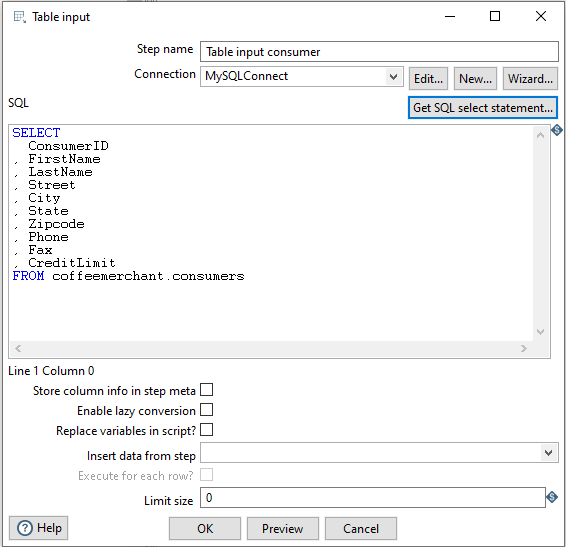 Table input
Step name Table input consumer
Connection MySQLConnect Edit... New... Wizard...
SQL Get SQL select statement...
SELECT
ConsumerID
, FirstName
, LastName
, Street
, City
, State
, Zipcode
, Phone
, Fax
, CreditLimit
FROM coffeemerchant.consumers
Line 1 Column 0
Store column info in step meta
Enable lazy conversion
Replace variables in script?
Insert data from step
Execute for each row?
Limit size 0
Help OK Preview Cancel